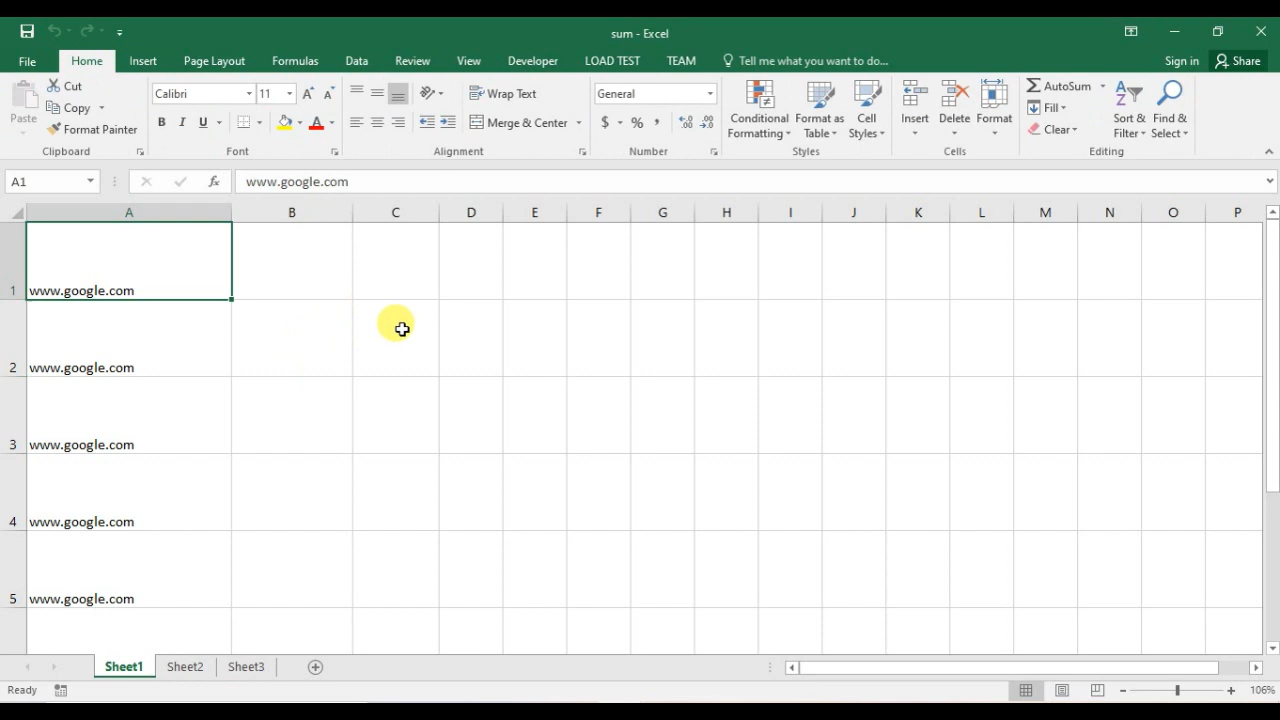 sum - Excel
File Home Insert Page Layout Formulas Data Review View Developer LOAD TEST TEAM Tell me what you want to do... Sign in Share
Paste
Cut
Copy
Format Painter
Clipboard
Calibri 11
B I U
Font
Wrap Text
Merge & Center
Alignment
General
$ % ,
Number
Conditional Formatting
Format as Table
Cell Styles
Styles
Insert Delete Format
Cells
AutoSum
Fill
Clear
Sort & Filter
Find & Select
Editing
A1 fx www.google.com
A B C D E F G H I J K L M N O P
1 www.google.com
2 www.google.com
3 www.google.com
4 www.google.com
5 www.google.com
Sheet1 Sheet2 Sheet3
Ready 106%